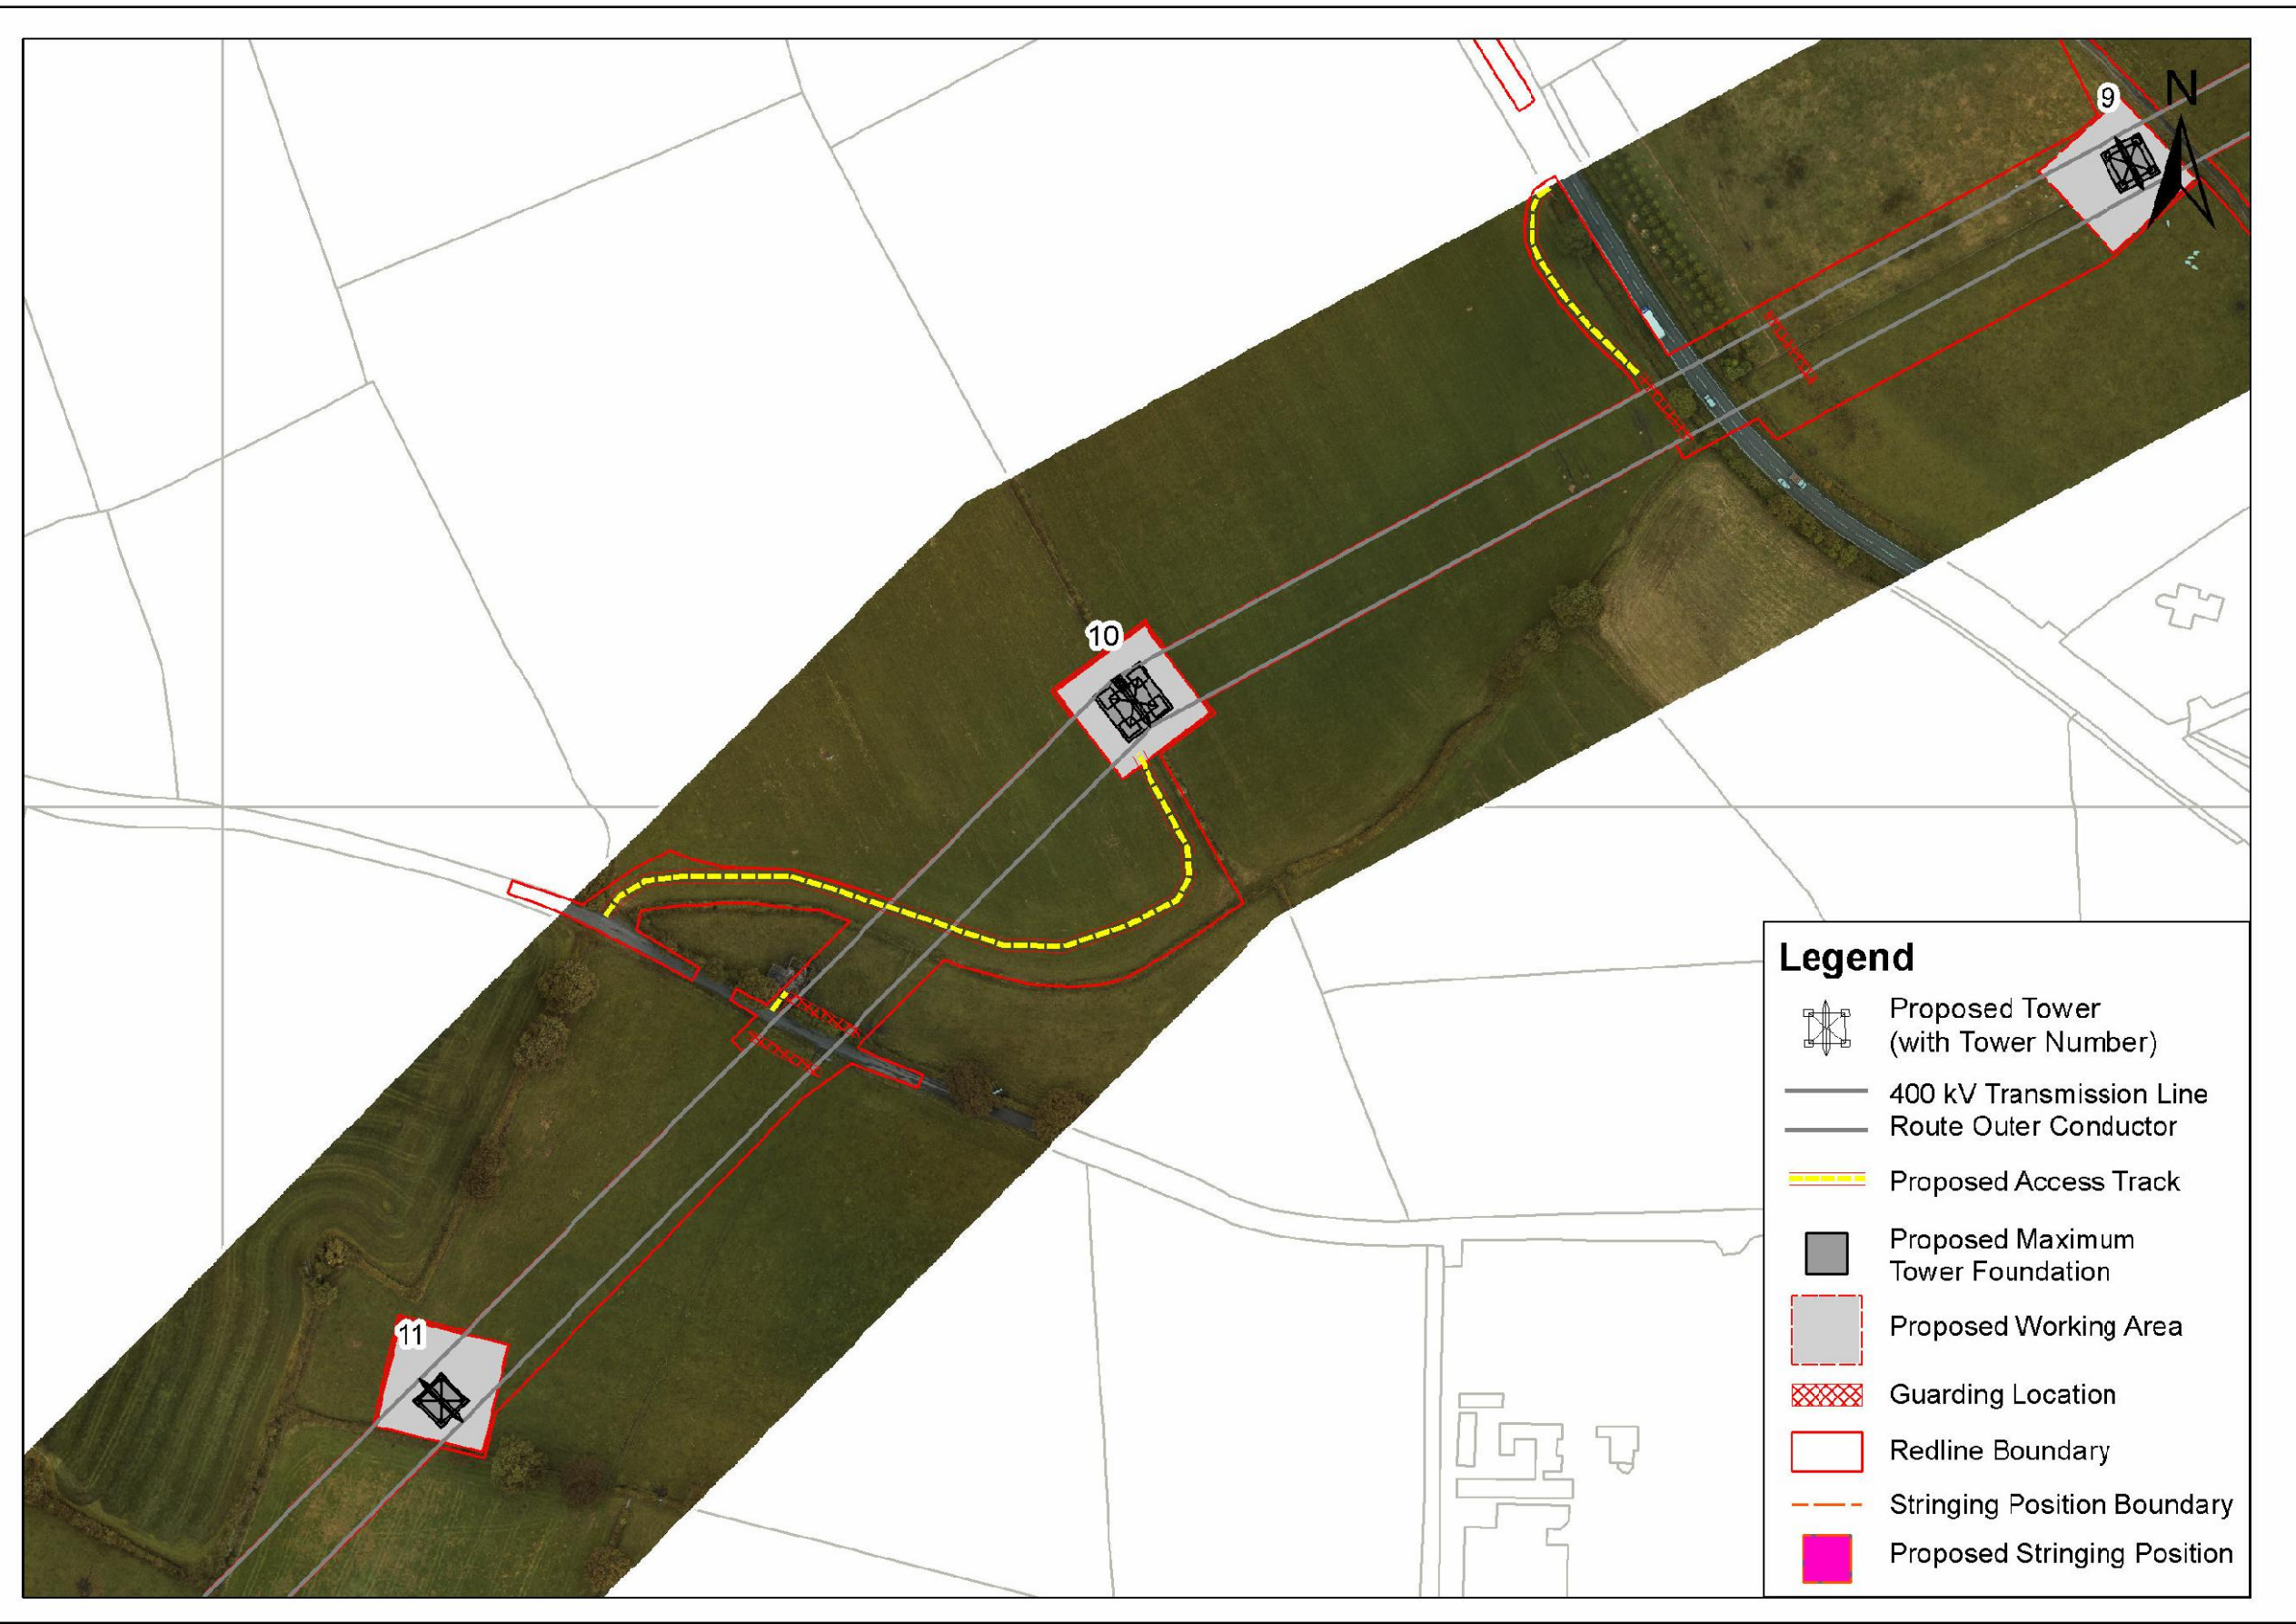 9
N
10
11
Legend
Proposed Tower
(with Tower Number)
400 kV Transmission Line
Route Outer Conductor
Proposed Access Track
Proposed Maximum
Tower Foundation
Proposed Working Area
Guarding Location
Redline Boundary
Stringing Position Boundary
Proposed Stringing Position